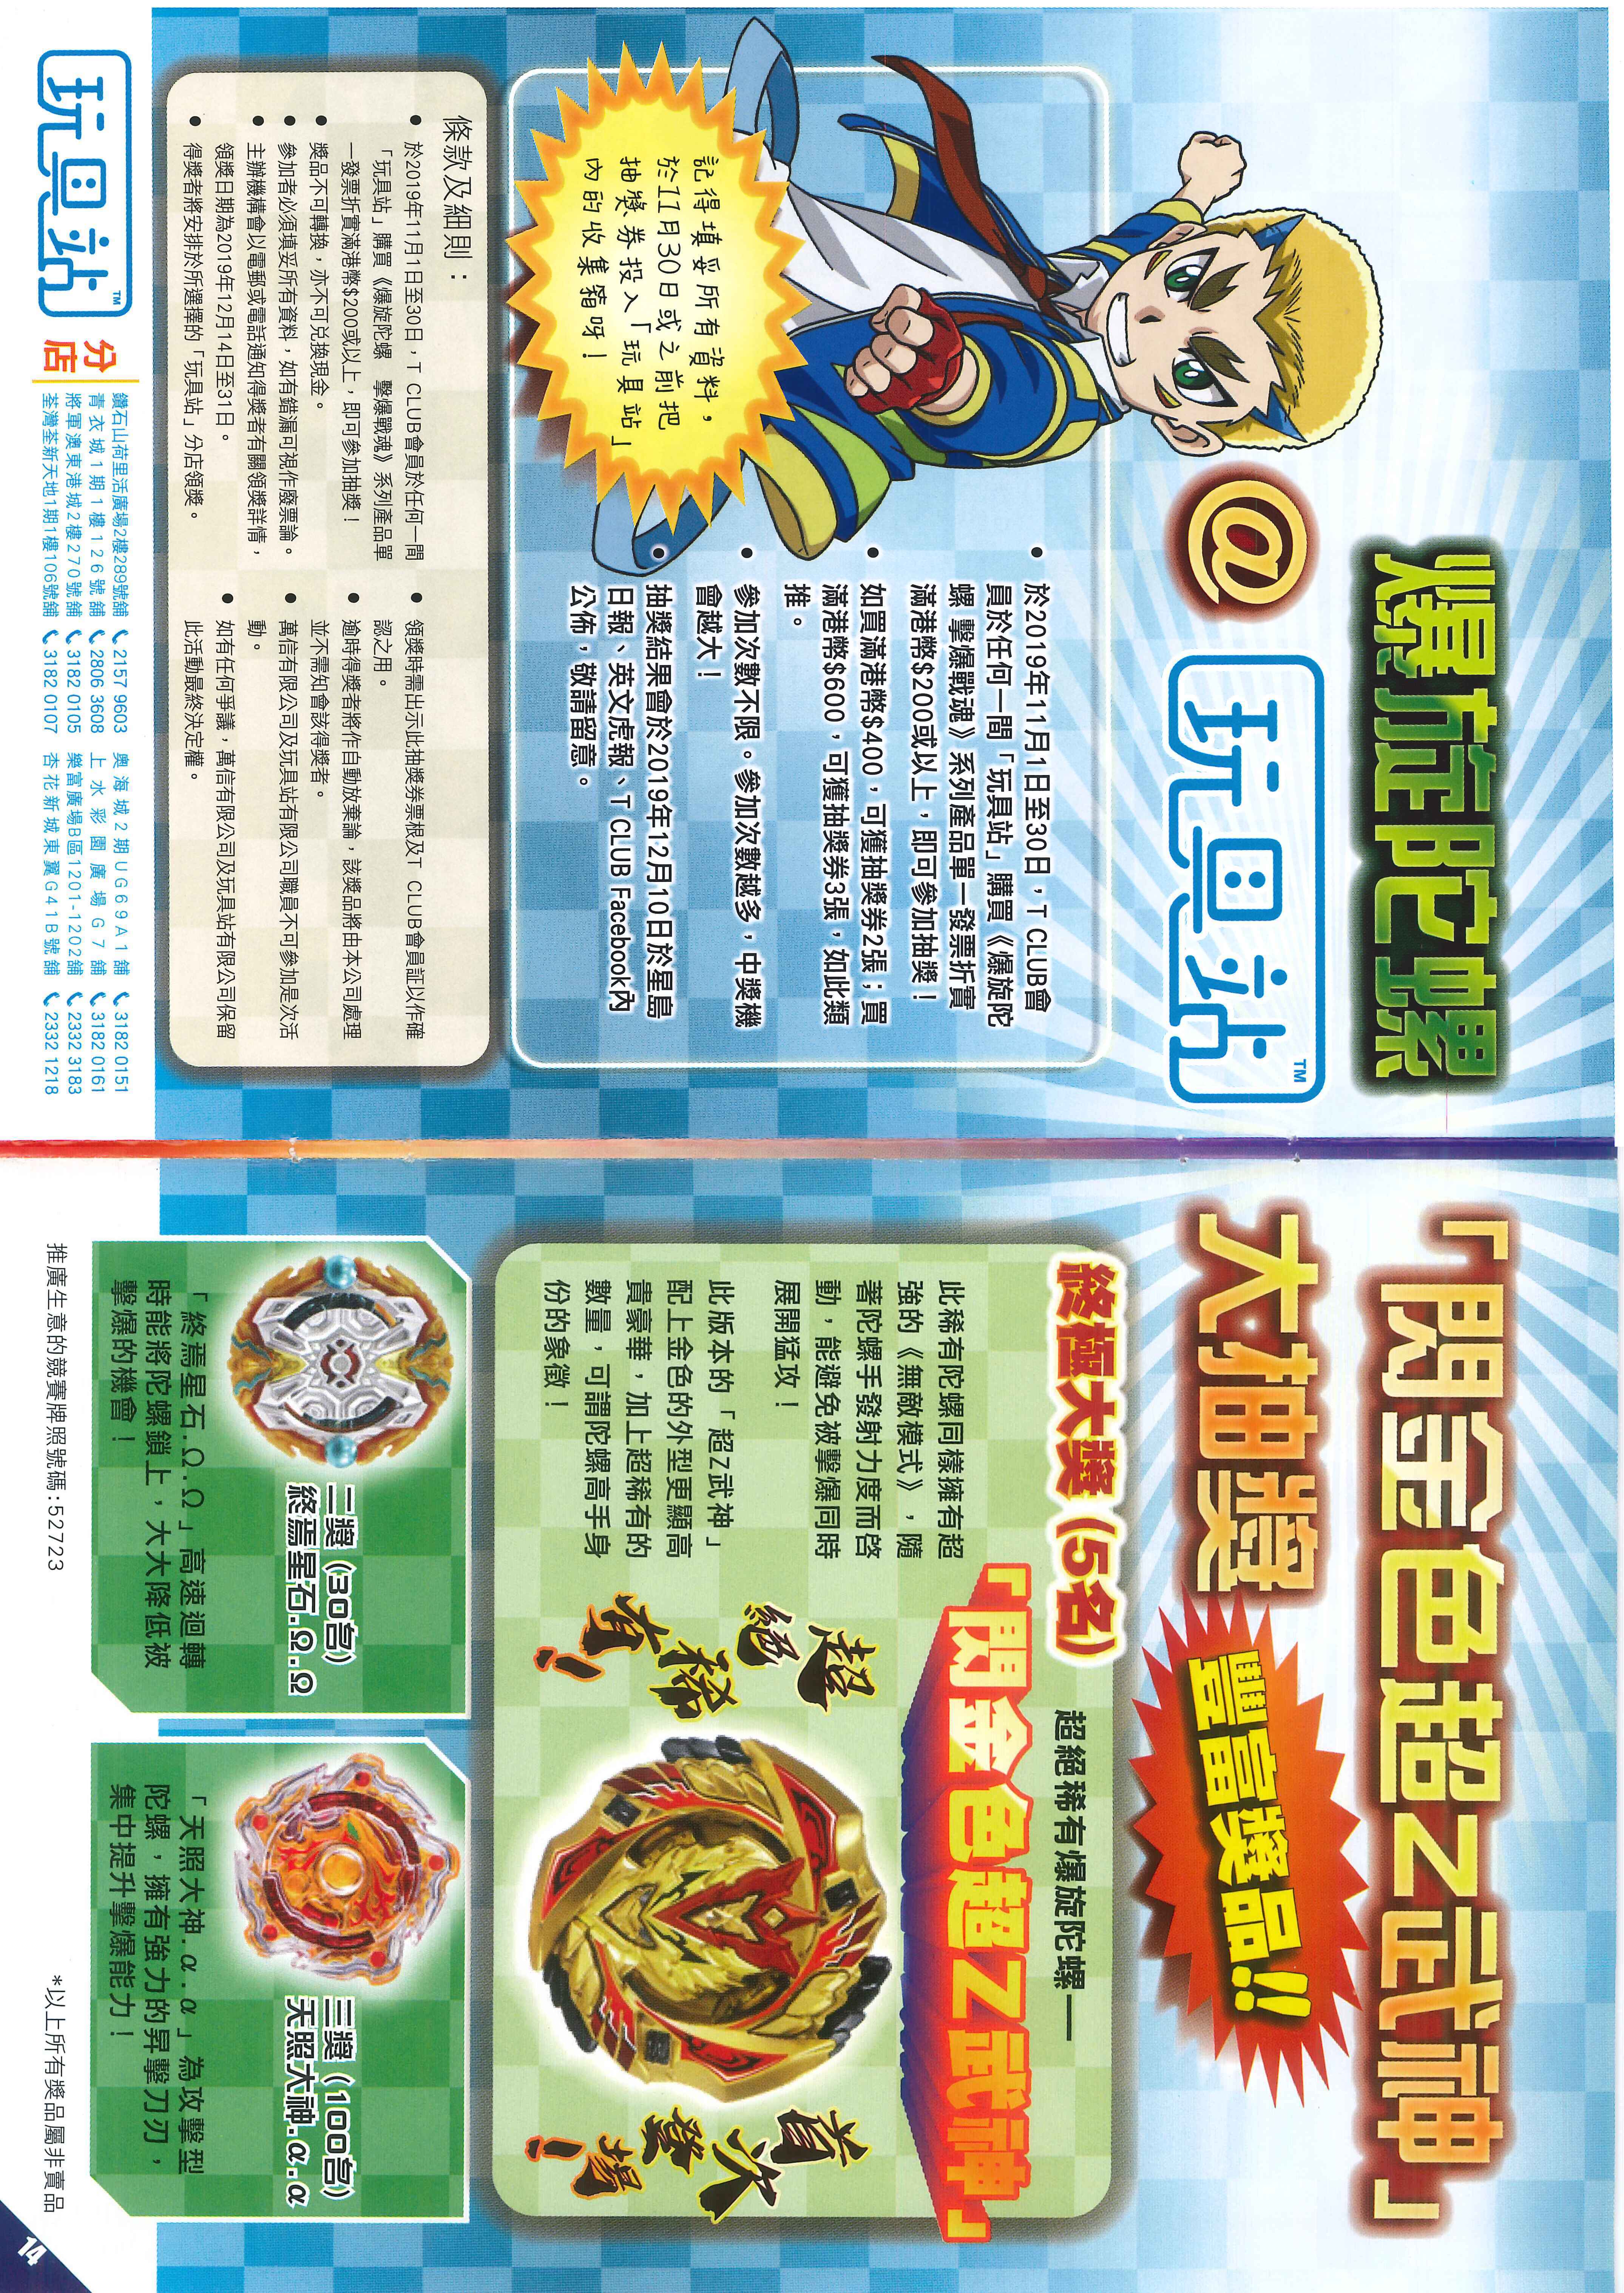 爆旋陀螺
@
玩具站™
• 於2019年11月1日至30日，T CLUB會
員於任何一間「玩具站」購買《爆旋陀
螺 擊爆戰魂》系列產品單一發票折實
滿港幣$200或以上，即可參加抽獎！
• 如買滿港幣$400，可獲抽獎券2張；買
滿港幣$600，可獲抽獎券3張，如此類
推。
• 參加次數不限。參加次數越多，中獎機
會越大！
• 抽獎結果會於2019年12月10日於星島
日報、英文虎報、T CLUB Facebook內
公佈，敬請留意。
記得填妥所有資料，
於11月30日或之前把
抽獎券投入「玩具站」
內的收集箱呀！
條款及細則：
• 於2019年11月1日至30日，T CLUB會員於任何一間
「玩具站」購買《爆旋陀螺　擊爆戰魂》系列產品單
一發票折實滿港幣$200或以上，即可參加抽獎！
• 獎品不可轉換，亦不可兌換現金。
• 參加者必須填妥所有資料，如有錯漏可視作廢票論。
• 主辦機構會以電郵或電話通知得獎者有關領獎詳情，
領獎日期為2019年12月14日至31日。
• 得獎者將安排於所選擇的「玩具站」分店領獎。
• 領獎時需出示此抽獎券票根及T CLUB會員証以作確
認之用。
• 逾時得獎者將作自動放棄論，該獎品將由本公司處理
並不需知會該得獎者。
• 萬信有限公司及玩具站有限公司職員不可參加是次活
動。
• 如有任何爭議，萬信有限公司及玩具站有限公司保留
此活動最終決定權。
玩具站™
分店
鑽石山荷里活廣場2樓289號舖 2157 9603
青衣城1期1樓126號舖 2806 3608
將軍澳東港城2樓270號舖 3182 0105
荃灣荃新天地1期1樓106號舖 3182 0107
奧海城2期UG69A1舖 3182 0151
上水彩園廣場G7舖 3182 0161
樂富廣場B區1201-1202舖 2332 3183
杏花新城東翼G41B號舖 2332 1218
「閃金色超Z武神」
大抽獎
豐富獎品!!
終極大獎（5名）
超絕稀有爆旋陀螺——
「閃金色超Z武神」
此稀有陀螺同樣擁有超
強的《無敵模式》，隨
著陀螺手發射力度而啓
動，能避免被擊爆同時
展開猛攻！
此版本的「超Z武神」
配上金色的外型更顯高
貴豪華，加上超稀有的
數量，可謂陀螺高手身
份的象徵！
超絕稀有！
首次登場！
二獎（30名）
終焉星石.Ω.Ω
「終焉星石.Ω.Ω」高速迴轉
時能將陀螺鎖上，大大降低被
擊爆的機會！
三獎（100名）
天照大神.α.α
「天照大神.α.α」為攻擊型
陀螺，擁有強力的昇擊刀刃，
集中提升擊爆能力！
推廣生意的競賽牌照號碼:52723
*以上所有獎品屬非賣品
14